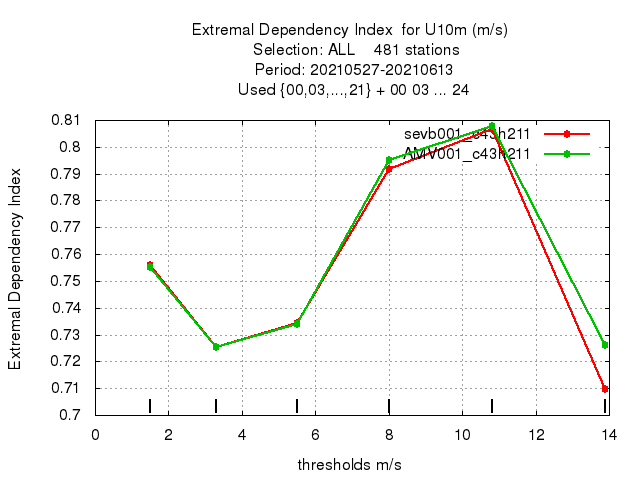 Extremal Dependency Index  for U10m (m/s)
Selection: ALL    481 stations
Period: 20210527-20210613
Used {00,03,...,21} + 00 03 ... 24
Extremal Dependency Index
0.81
0.8
0.79
0.78
0.77
0.76
0.75
0.74
0.73
0.72
0.71
0.7
sevb001_c43h211
AMV001_c43h211
0 2 4 6 8 10 12 14
thresholds m/s